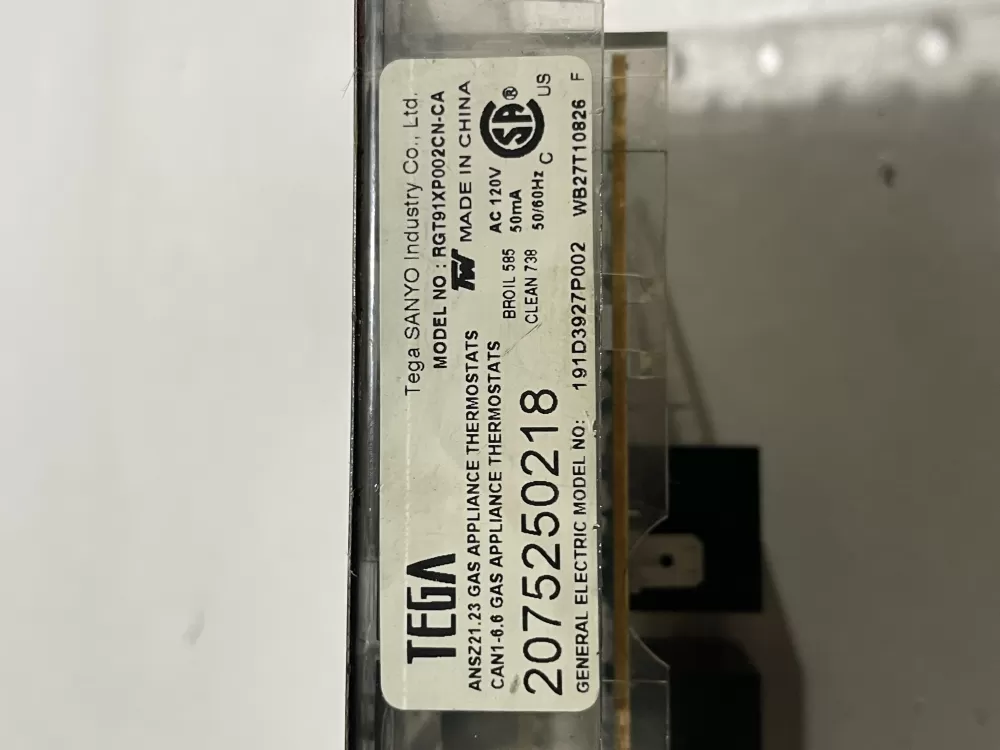 Tega SANYO Industry Co., Ltd.
MODEL NO : RGT91XP002CN-CA
TW MADE IN CHINA
TEGA
ANSZ21.23 GAS APPLIANCE THERMOSTATS
CAN1-6.6 GAS APPLIANCE THERMOSTATS
AC 120V
BROIL 585 50mA
CLEAN 738 50/60Hz
C SA® US
2075250218
GENERAL ELECTRIC MODEL NO: 191D3927P002 WB27T10826 F